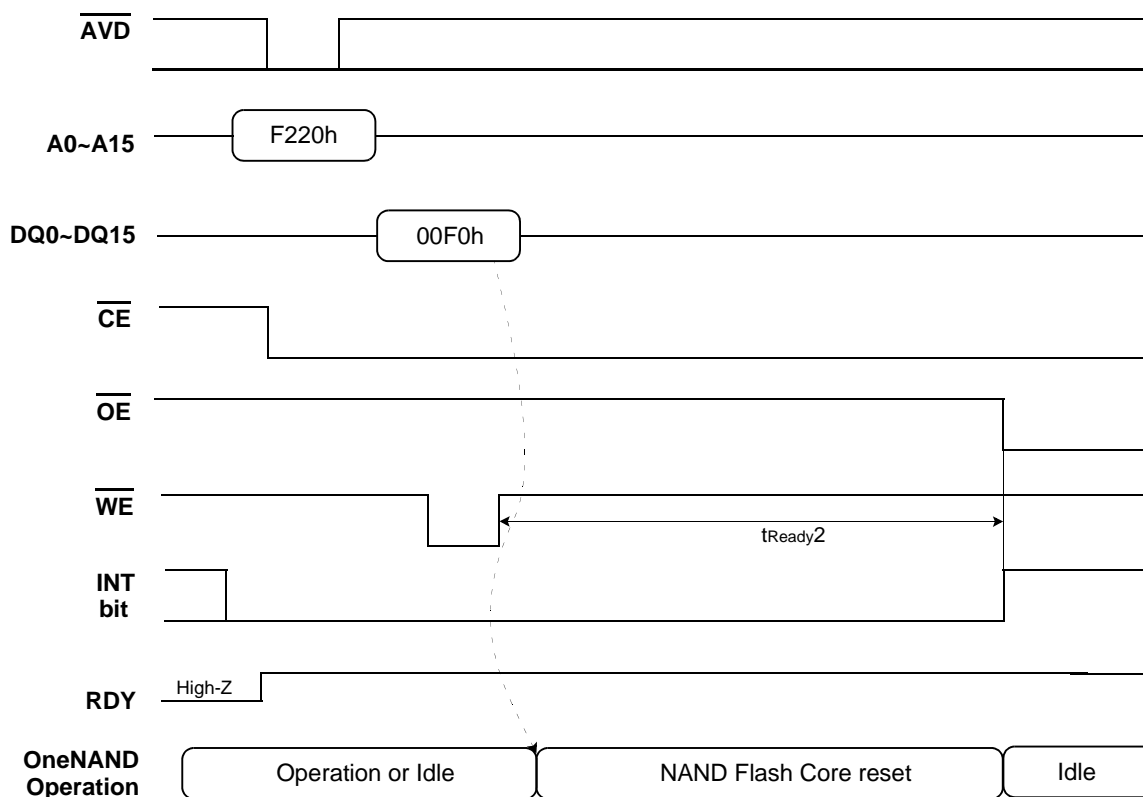 AVD
A0~A15
F220h
DQ0~DQ15
00F0h
CE
OE
WE
tReady2
INT
bit
RDY
High-Z
OneNAND
Operation
Operation or Idle
NAND Flash Core reset
Idle